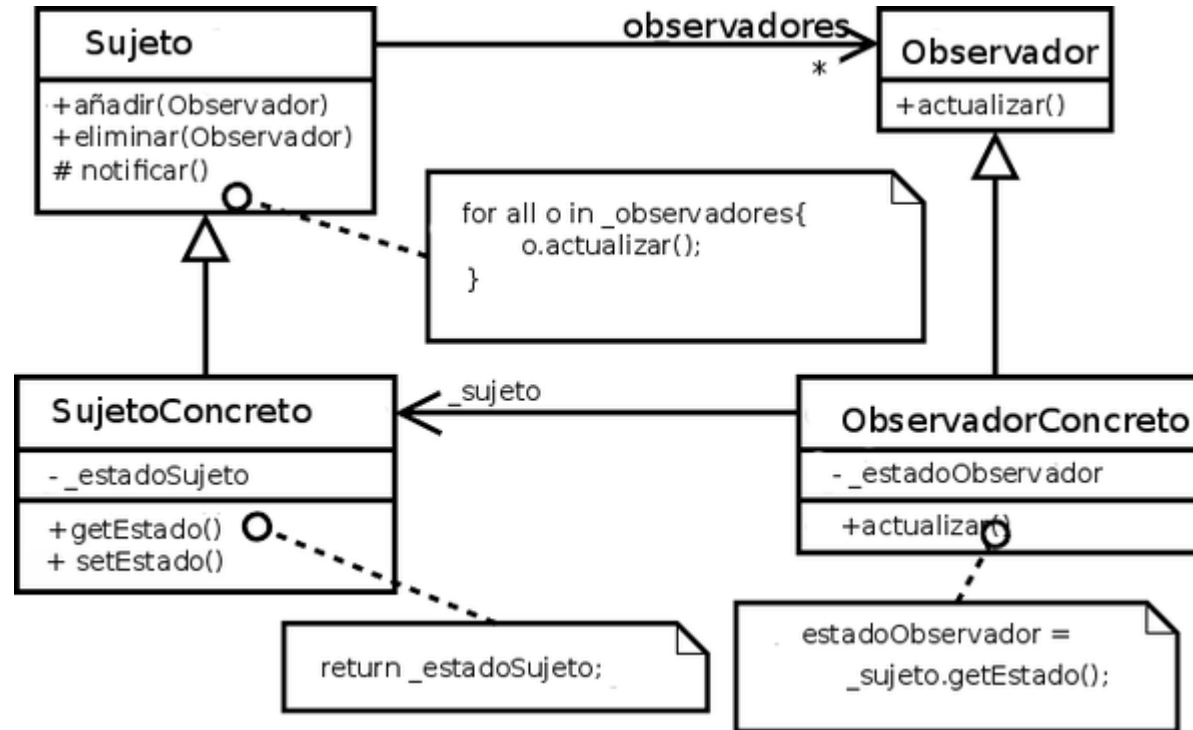 Sujeto
+añadir(Observador)
+eliminar(Observador)
# notificar()
observadores
*
Observador
+actualizar()
for all o in _observadores{
o.actualizar();
}
SujetoConcreto
- _estadoSujeto
+getEstado()
+ setEstado()
_sujeto
ObservadorConcreto
- _estadoObservador
+actualizar()
return _estadoSujeto;
estadoObservador =
_sujeto.getEstado();